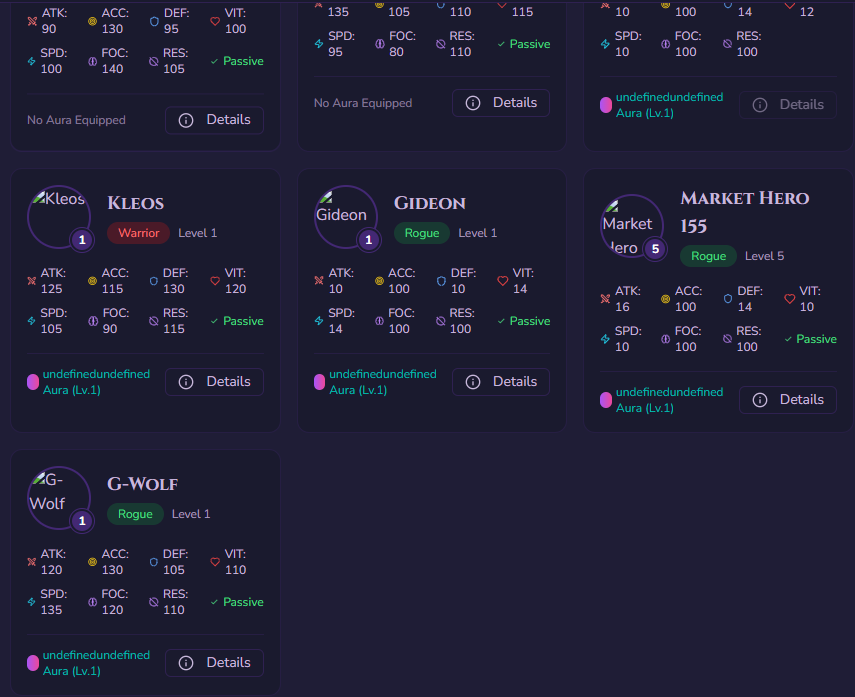 ATK: 90
ACC: 130
DEF: 95
VIT: 100
SPD: 100
FOC: 140
RES: 105
Passive
No Aura Equipped
Details
135
105
110
115
SPD: 95
FOC: 80
RES: 110
Passive
No Aura Equipped
Details
10
100
14
12
SPD: 10
FOC: 100
RES: 100
undefinedundefined
Aura (Lv.1)
Details
Kleos
1
Kleos
Warrior
Level 1
ATK: 125
ACC: 115
DEF: 130
VIT: 120
SPD: 105
FOC: 90
RES: 115
Passive
undefinedundefined
Aura (Lv.1)
Details
Gideon
1
Gideon
Rogue
Level 1
ATK: 10
ACC: 100
DEF: 10
VIT: 14
SPD: 14
FOC: 100
RES: 100
Passive
undefinedundefined
Aura (Lv.1)
Details
Market
Hero
5
Market Hero
155
Rogue
Level 5
ATK: 16
ACC: 100
DEF: 14
VIT: 10
SPD: 10
FOC: 100
RES: 100
Passive
undefinedundefined
Aura (Lv.1)
Details
G-
Wolf
1
G-Wolf
Rogue
Level 1
ATK: 120
ACC: 130
DEF: 105
VIT: 110
SPD: 135
FOC: 120
RES: 110
Passive
undefinedundefined
Aura (Lv.1)
Details